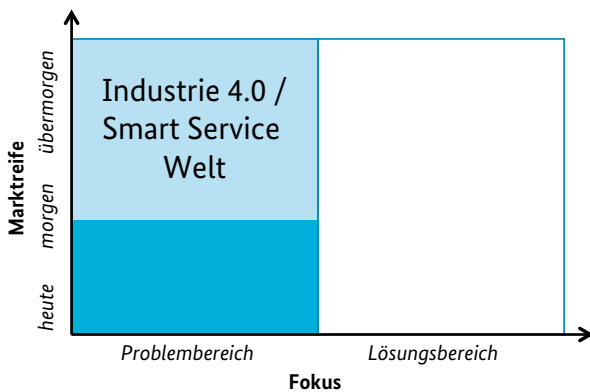 Industrie 4.0 /
Smart Service
Welt
Marktreife
übermorgen
morgen
heute
Problembereich
Lösungsbereich
Fokus